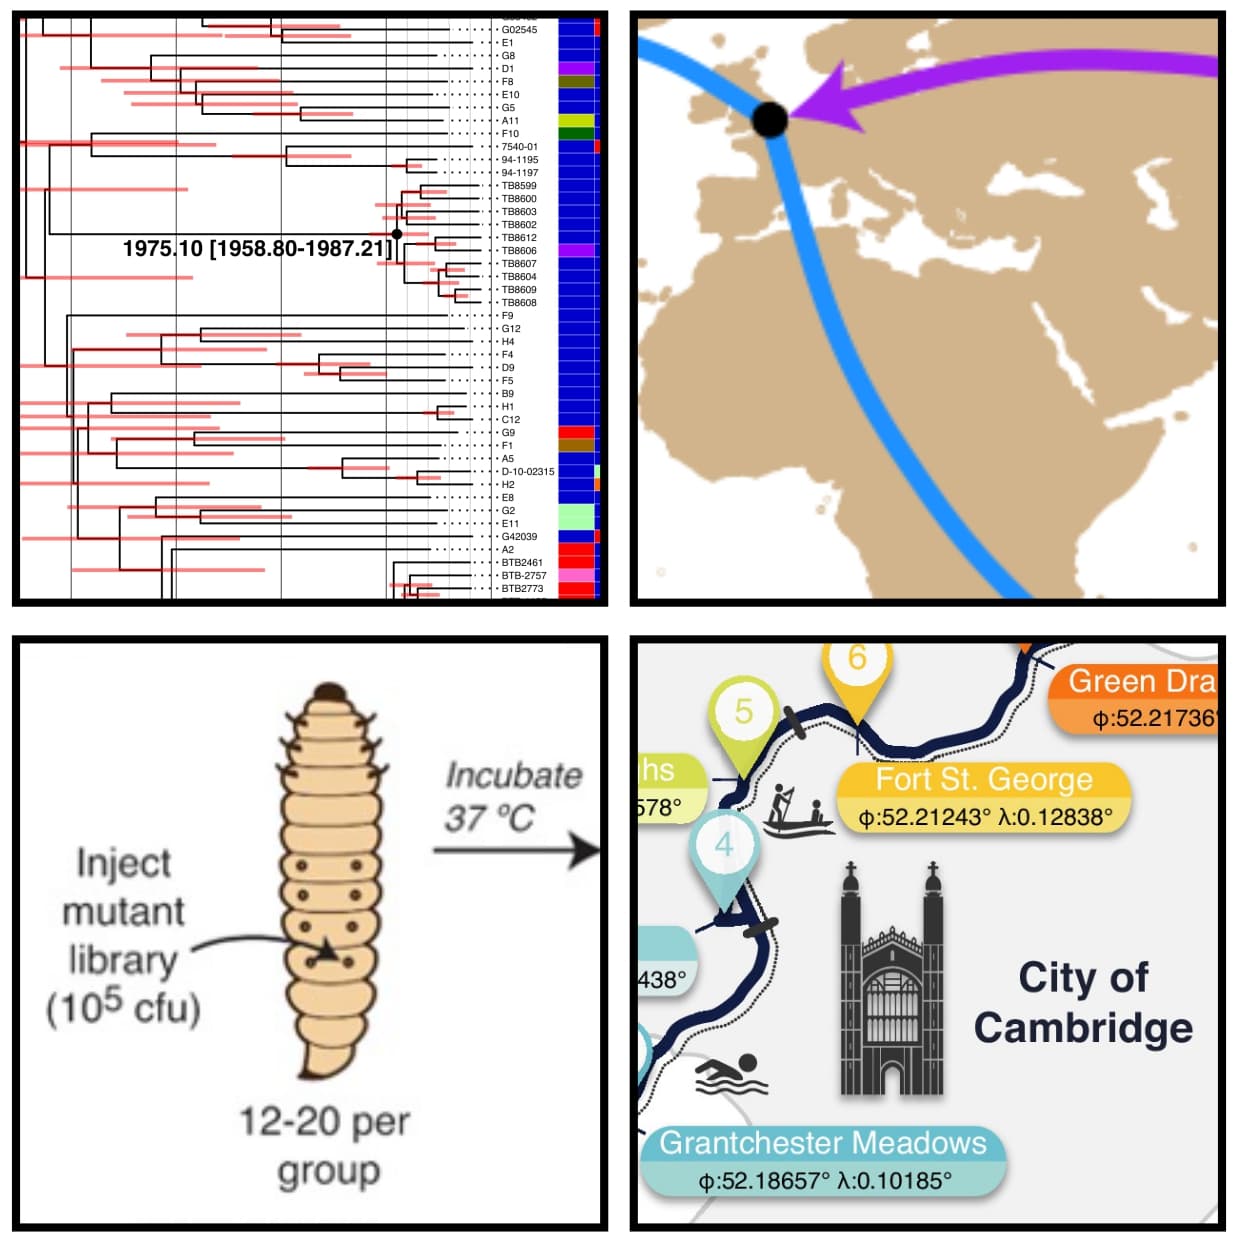 G02545
E1
G8
D1
F8
E10
G5
A11
F10
7540-01
94-1195
94-1197
TB8599
TB8600
TB8603
TB8602
TB8612
1975.10 [1958.80-1987.21]
TB8606
TB8607
TB8604
TB8609
TB8608
F9
G12
H4
F4
D9
F5
B9
H1
C12
G9
F1
A5
D-10-02315
H2
E8
G2
E11
G42039
A2
BTB2461
BTB-2757
BTB2773
Inject
mutant
library
(10⁵ cfu)
Incubate
37 ºC
12-20 per
group
6
5
Green Dra
φ:52.21736°
hs
578°
Fort St. George
φ:52.21243° λ:0.12838°
4
438°
City of
Cambridge
Grantchester Meadows
φ:52.18657° λ:0.10185°